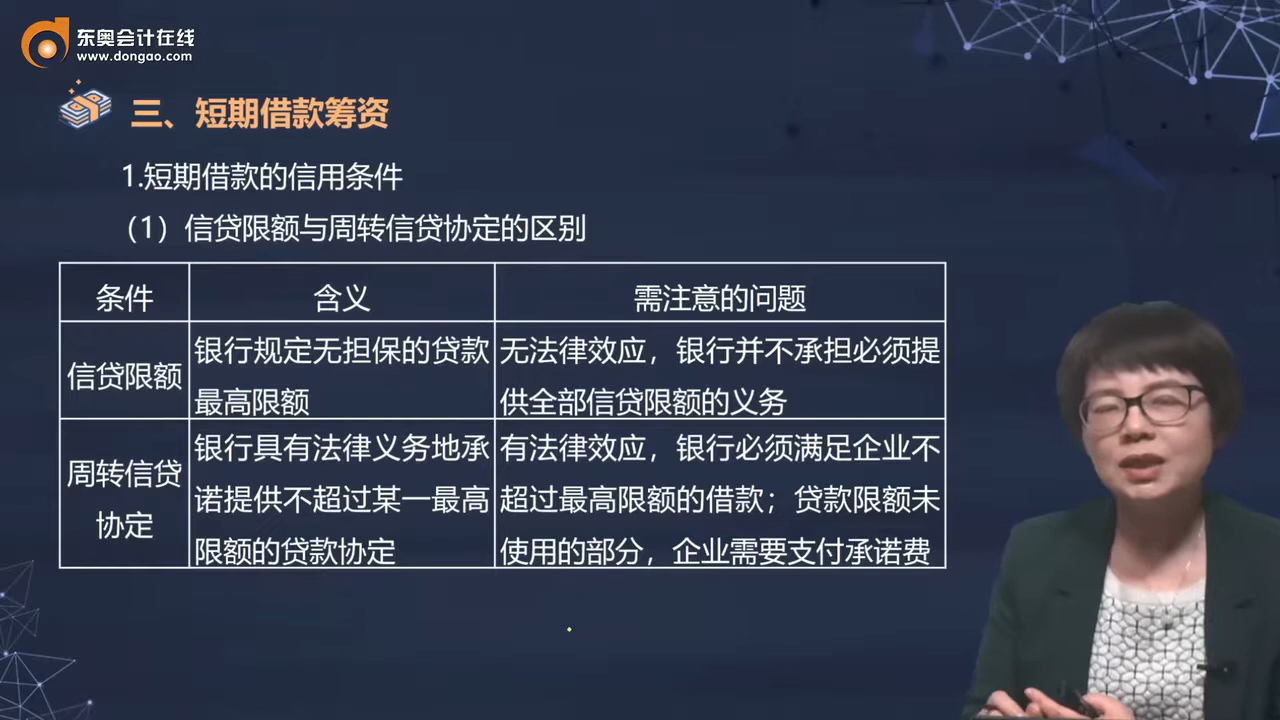 东奥会计在线
www.dongao.com
三、短期借款筹资
1.短期借款的信用条件
（1）信贷限额与周转信贷协定的区别
条件
含义
需注意的问题
信贷限额
银行规定无担保的贷款
最高限额
无法律效应，银行并不承担必须提
供全部信贷限额的义务
周转信贷
协定
银行具有法律义务地承
诺提供不超过某一最高
限额的贷款协定
有法律效应，银行必须满足企业不
超过最高限额的借款；贷款限额未
使用的部分，企业需要支付承诺费